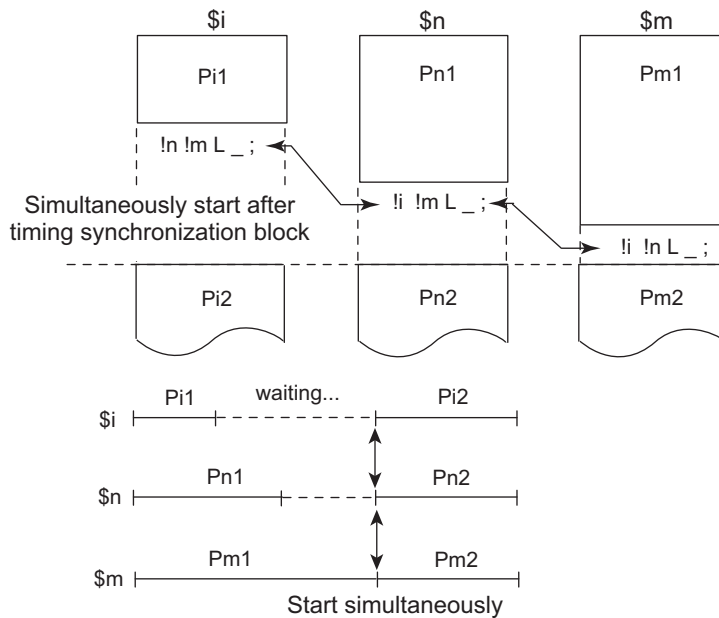 $i $n $m
Pi1 Pn1 Pm1
!n !m L _ ;
Simultaneously start after
timing synchronization block
!i !m L _ ;
!i !n L _ ;
Pi2 Pn2 Pm2
Pi1 waiting... Pi2
$i
Pn1 Pn2
$n
Pm1 Pm2
$m
Start simultaneously